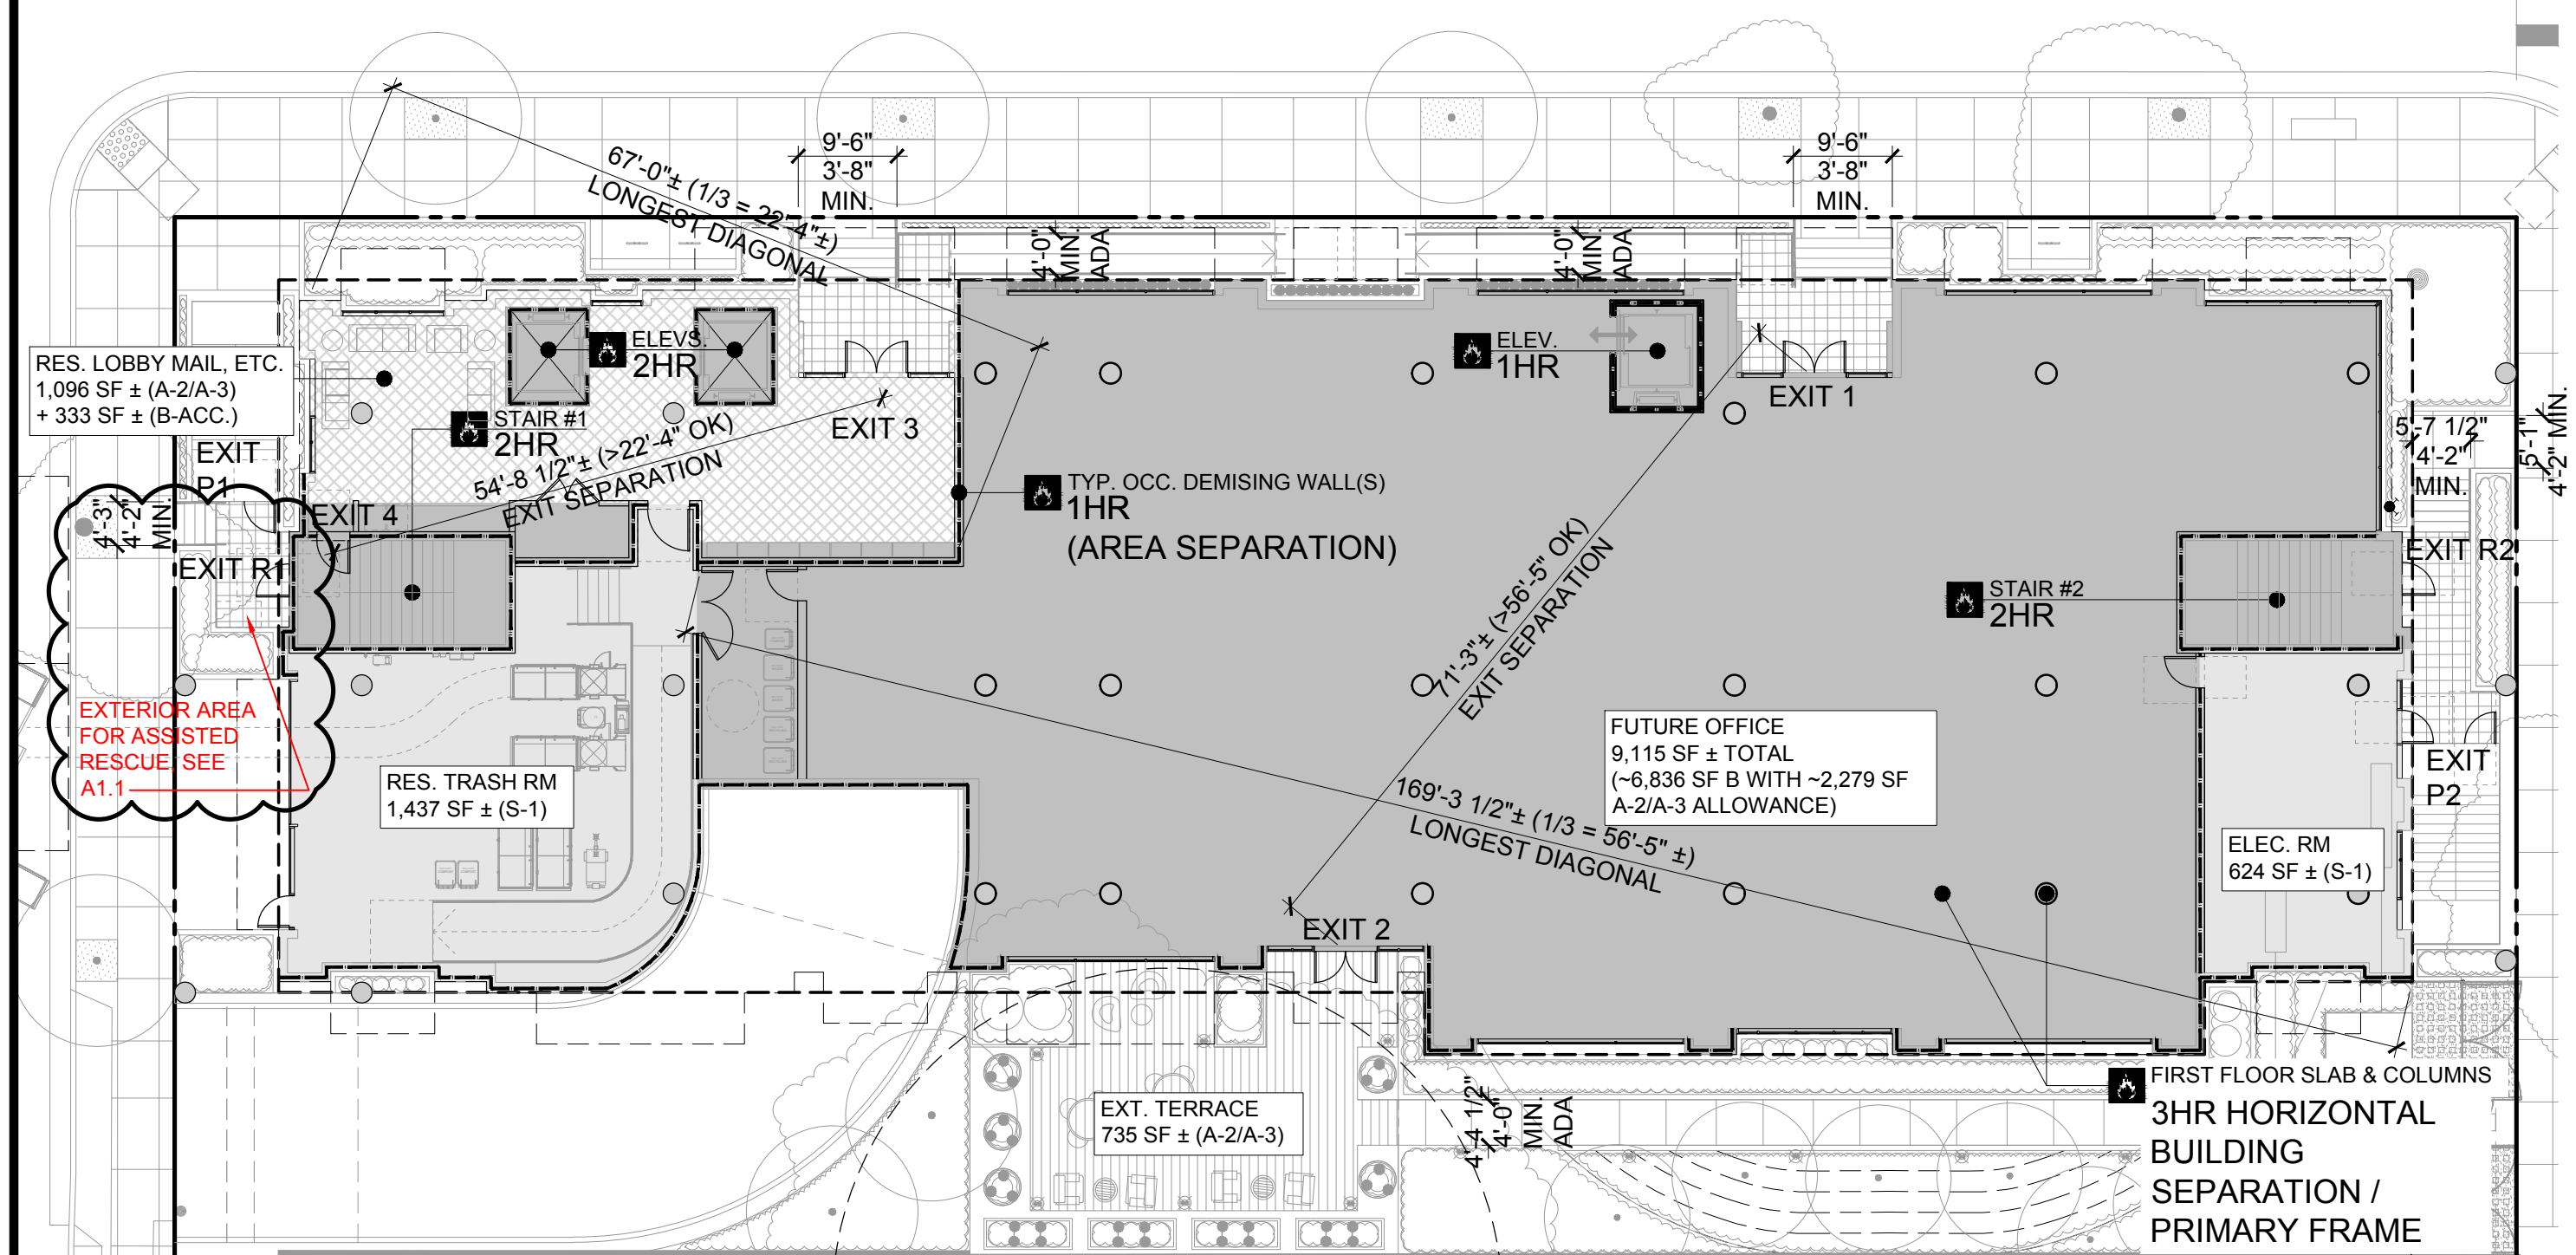 9'-6"
3'-8"
MIN.
9'-6"
3'-8"
MIN.
67'-0"± (1/3 = 22'-4"±)
LONGEST DIAGONAL
4'-0"
MIN.
ADA
4'-0"
MIN.
ADA
RES. LOBBY MAIL, ETC.
1,096 SF ± (A-2/A-3)
+ 333 SF ± (B-ACC.)
ELEVS.
2HR
ELEV.
1HR
EXIT 1
STAIR #1
2HR
EXIT 3
54'-8 1/2"± (>22'-4" OK)
EXIT SEPARATION
EXIT
P1
5'-7 1/2"
4'-2"
MIN.
5'-1"
4'-2" MIN.
TYP. OCC. DEMISING WALL(S)
1HR
(AREA SEPARATION)
4'-3"
4'-2"
MIN.
EXIT 4
EXIT R1
EXIT R2
STAIR #2
2HR
71'-3"± (>56'-5" OK)
EXIT SEPARATION
EXTERIOR AREA
FOR ASSISTED
RESCUE, SEE
A1.1
RES. TRASH RM
1,437 SF ± (S-1)
FUTURE OFFICE
9,115 SF ± TOTAL
(~6,836 SF B WITH ~2,279 SF
A-2/A-3 ALLOWANCE)
EXIT
P2
169'-3 1/2"± (1/3 = 56'-5" ±)
LONGEST DIAGONAL
ELEC. RM
624 SF ± (S-1)
EXIT 2
EXT. TERRACE
735 SF ± (A-2/A-3)
4'-4 1/2"
4'-0"
MIN.
ADA
FIRST FLOOR SLAB & COLUMNS
3HR HORIZONTAL
BUILDING
SEPARATION /
PRIMARY FRAME